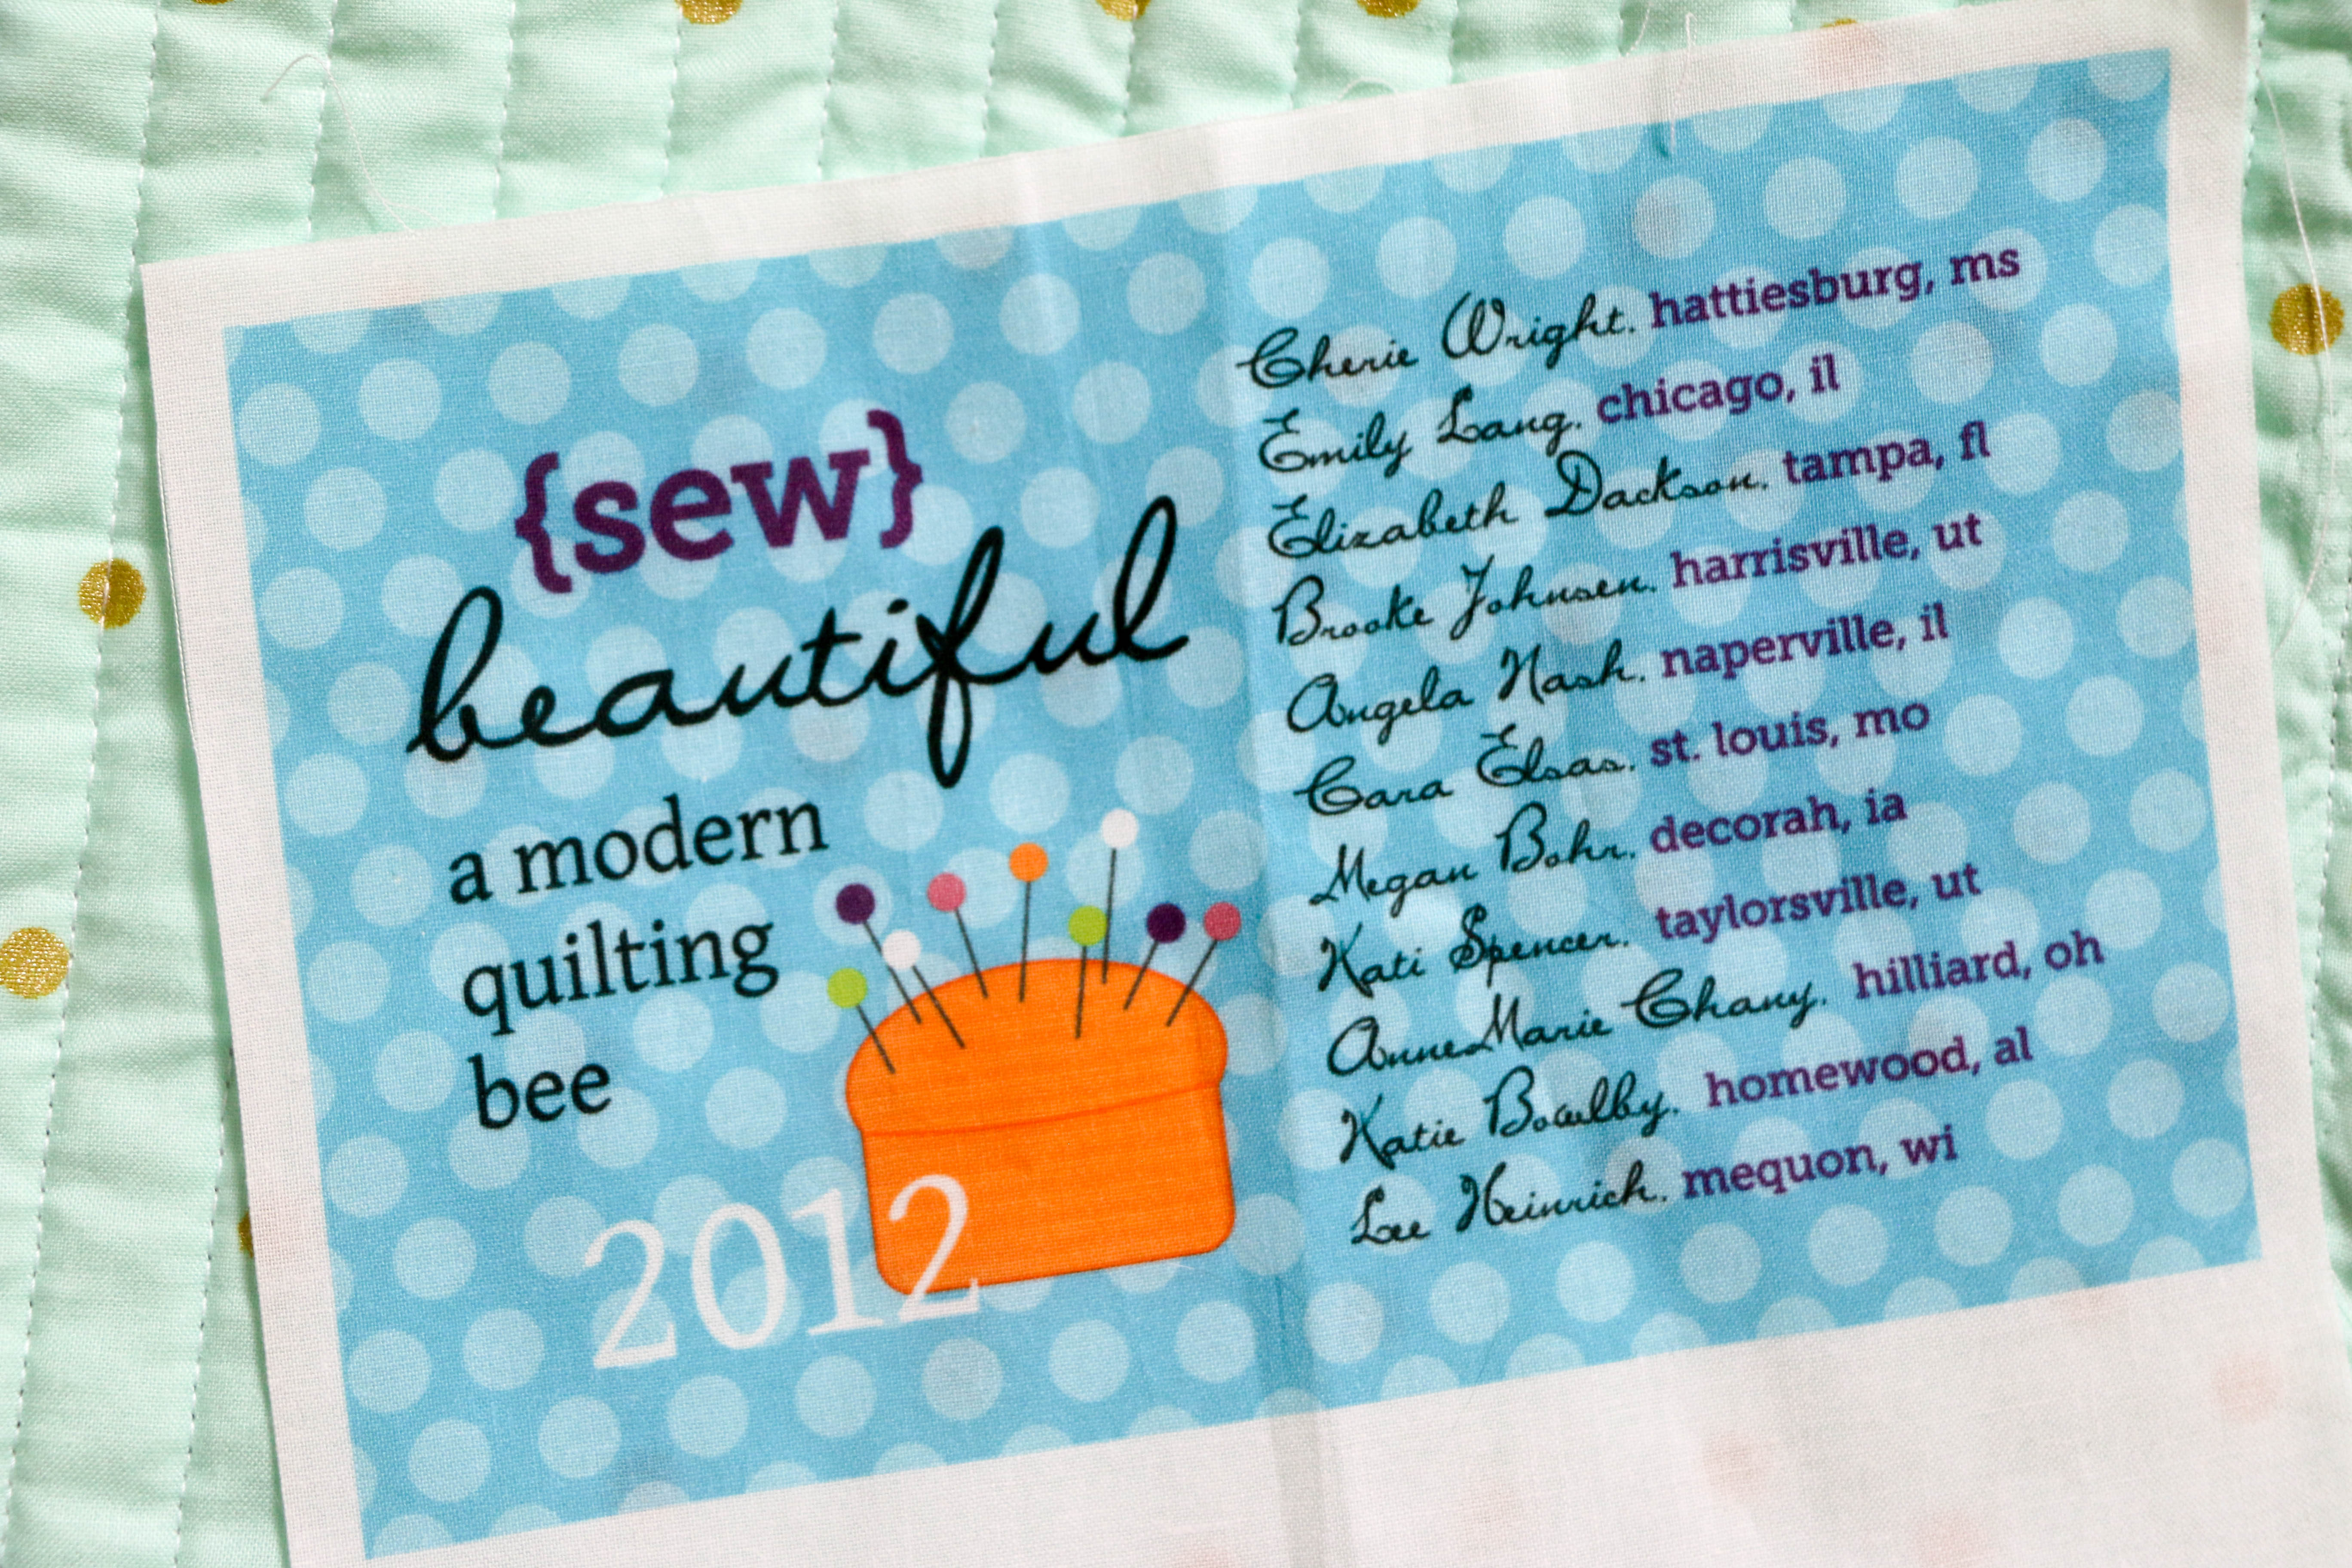 {sew}
beautiful
a modern
quilting
bee
2012
Cherie Wright. hattiesburg, ms
Emily Lang. chicago, il
Elizabeth Dackson. tampa, fl
Brooke Johnsen. harrisville, ut
Angela Nash. naperville, il
Cara Elsas. st. louis, mo
Megan Bohr. decorah, ia
Kati Spencer. taylorsville, ut
AnneMarie Chany. hilliard, oh
Katie Bowlby. homewood, al
Lee Heinrich. mequon, wi